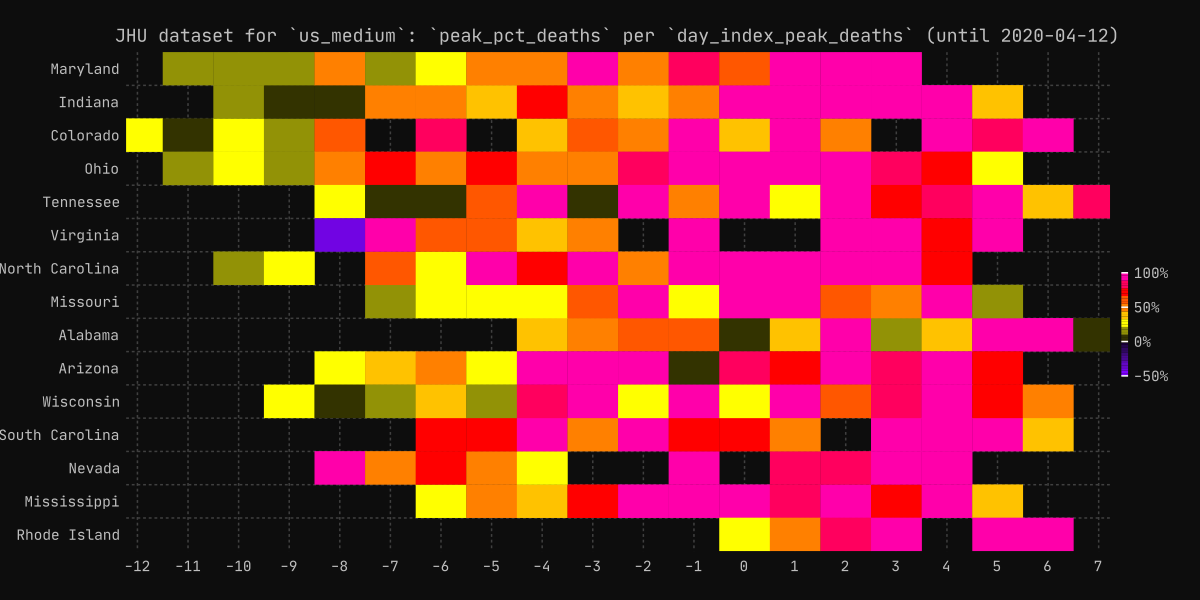 JHU dataset for `us_medium`: `peak_pct_deaths` per `day_index_peak_deaths` (until 2020-04-12)
Maryland
Indiana
Colorado
Ohio
Tennessee
Virginia
North Carolina
Missouri
Alabama
Arizona
Wisconsin
South Carolina
Nevada
Mississippi
Rhode Island
-12 -11 -10 -9 -8 -7 -6 -5 -4 -3 -2 -1 0 1 2 3 4 5 6 7
100%
50%
0%
-50%